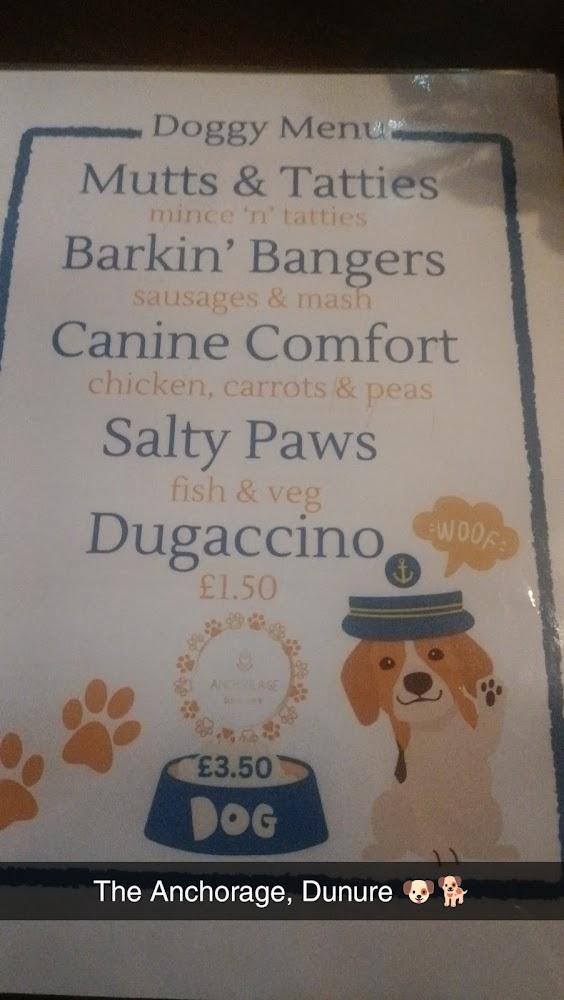 Doggy Menu
Mutts & Tatties
mince 'n' tatties
Barkin' Bangers
sausages & mash
Canine Comfort
chicken, carrots & peas
Salty Paws
fish & veg
Dugaccino
£1.50
WOOF
ANCHORAGE
£3.50
DOG
The Anchorage, Dunure 🐶🐕